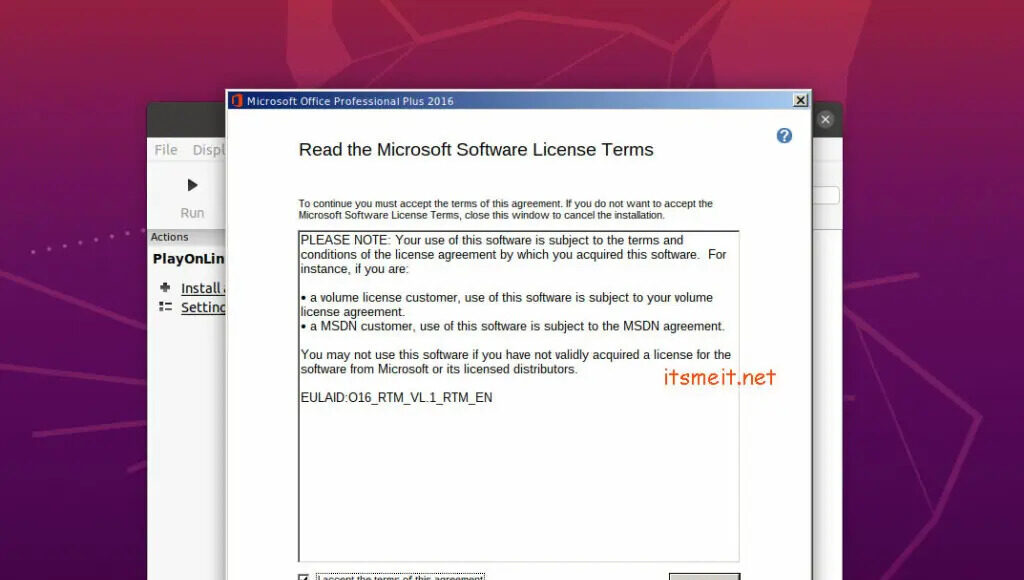 Microsoft Office Professional Plus 2016
File Displ
Run
Actions
PlayOnLin
Install a
Setting
Read the Microsoft Software License Terms
To continue you must accept the terms of this agreement. If you do not want to accept the
Microsoft Software License Terms, close this window to cancel the installation.
PLEASE NOTE: Your use of this software is subject to the terms and
conditions of the license agreement by which you acquired this software. For
instance, if you are:
• a volume license customer, use of this software is subject to your volume
license agreement.
• a MSDN customer, use of this software is subject to the MSDN agreement.
You may not use this software if you have not validly acquired a license for the
software from Microsoft or its licensed distributors.
itsmeit.net
EULAID:O16_RTM_VL.1_RTM_EN
I accept the terms of this agreement